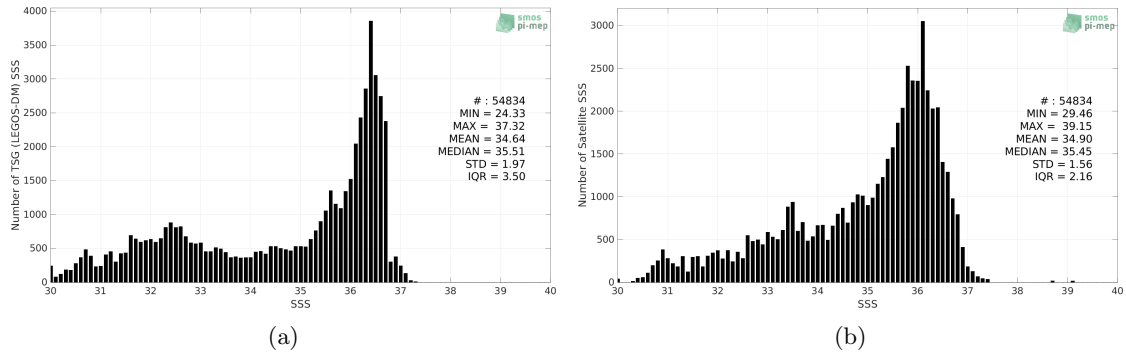 4000
3500
3000
2500
2000
1500
1000
500
0
Number of TSG (LEGOS-DM) SSS
smos
pi-mep
# : 54834
MIN = 24.33
MAX = 37.32
MEAN = 34.64
MEDIAN = 35.51
STD = 1.97
IQR = 3.50
30 31 32 33 34 35 36 37 38 39 40
SSS
(a)
3000
2500
2000
1500
1000
500
0
Number of Satellite SSS
smos
pi-mep
# : 54834
MIN = 29.46
MAX = 39.15
MEAN = 34.90
MEDIAN = 35.45
STD = 1.56
IQR = 2.16
30 31 32 33 34 35 36 37 38 39 40
SSS
(b)